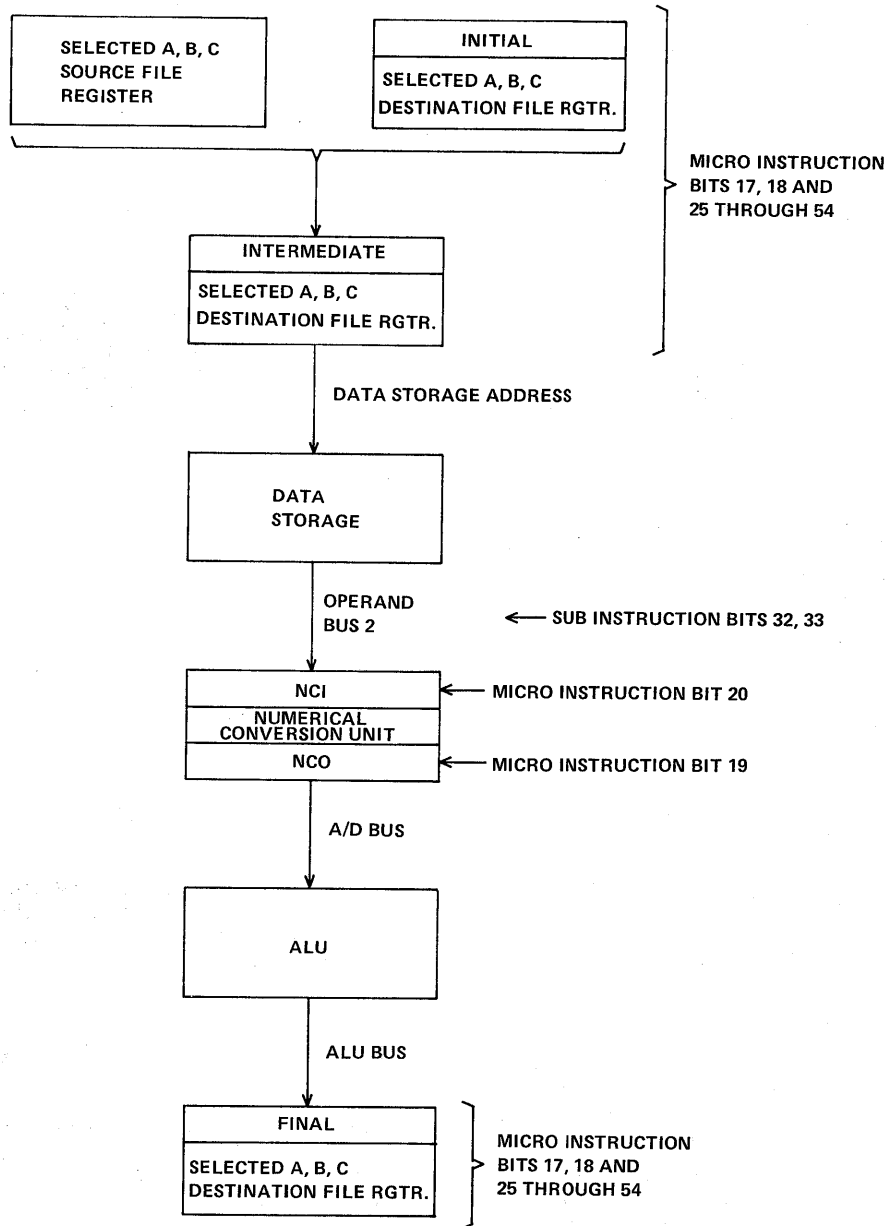 SELECTED A, B, C
SOURCE FILE
REGISTER
INITIAL
SELECTED A, B, C
DESTINATION FILE RGTR.
MICRO INSTRUCTION
BITS 17, 18 AND
25 THROUGH 54
INTERMEDIATE
SELECTED A, B, C
DESTINATION FILE RGTR.
DATA STORAGE ADDRESS
DATA
STORAGE
OPERAND
BUS 2
SUB INSTRUCTION BITS 32, 33
NCI
MICRO INSTRUCTION BIT 20
NUMERICAL
CONVERSION UNIT
NCO
MICRO INSTRUCTION BIT 19
A/D BUS
ALU
ALU BUS
FINAL
SELECTED A, B, C
DESTINATION FILE RGTR.
MICRO INSTRUCTION
BITS 17, 18 AND
25 THROUGH 54